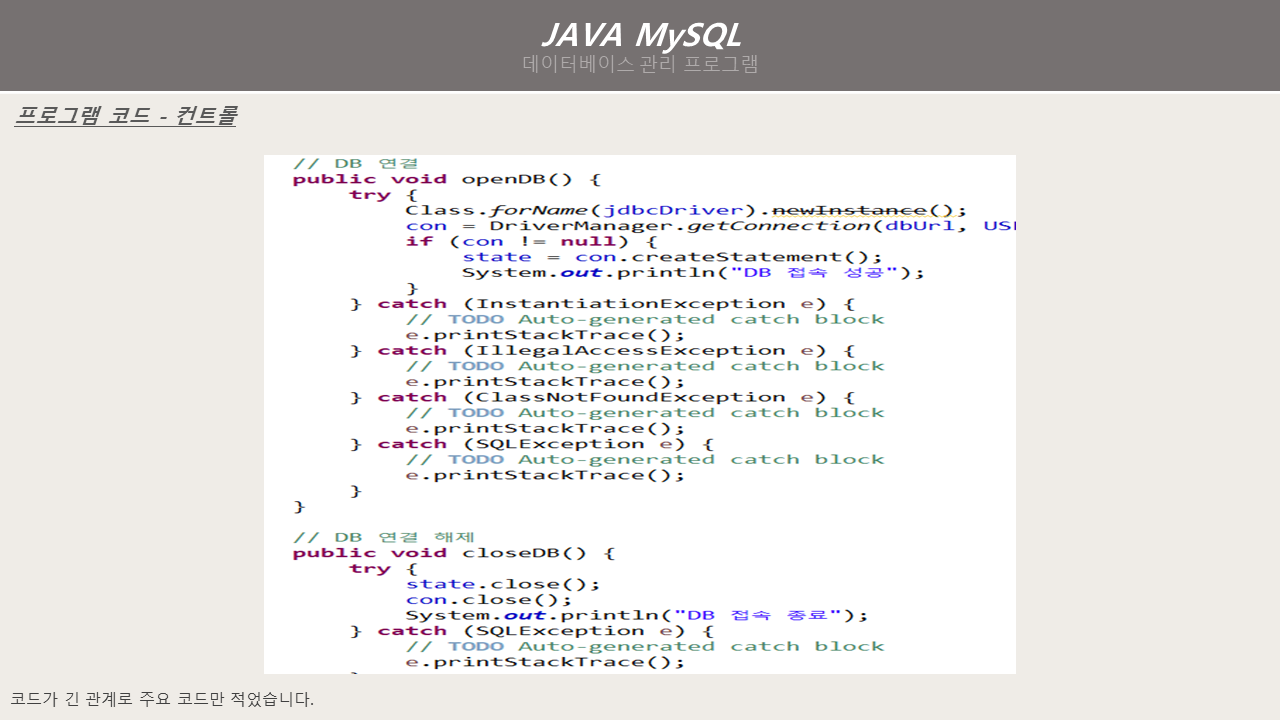 JAVA MySQL
데이터베이스 관리 프로그램
프로그램 코드 - 컨트롤
// DB 연결
public void openDB() {
try {
Class.forName(jdbcDriver).newInstance();
con = DriverManager.getConnection(dbUrl,
if (con != null) {
state = con.createStatement();
System.out.println("DB 접속 성공");
}
} catch (InstantiationException e) {
// TODO Auto-generated catch block
e.printStackTrace();
} catch (IllegalAccessException e) {
// TODO Auto-generated catch block
e.printStackTrace();
} catch (ClassNotFoundException e) {
// TODO Auto-generated catch block
e.printStackTrace();
} catch (SQLException e) {
// TODO Auto-generated catch block
e.printStackTrace();
}
}
// DB 연결 해제
public void closeDB() {
try {
state.close();
con.close();
System.out.println("DB 접속 종료");
} catch (SQLException e) {
// TODO Auto-generated catch block
e.printStackTrace();
코드가 긴 관계로 주요 코드만 적었습니다.